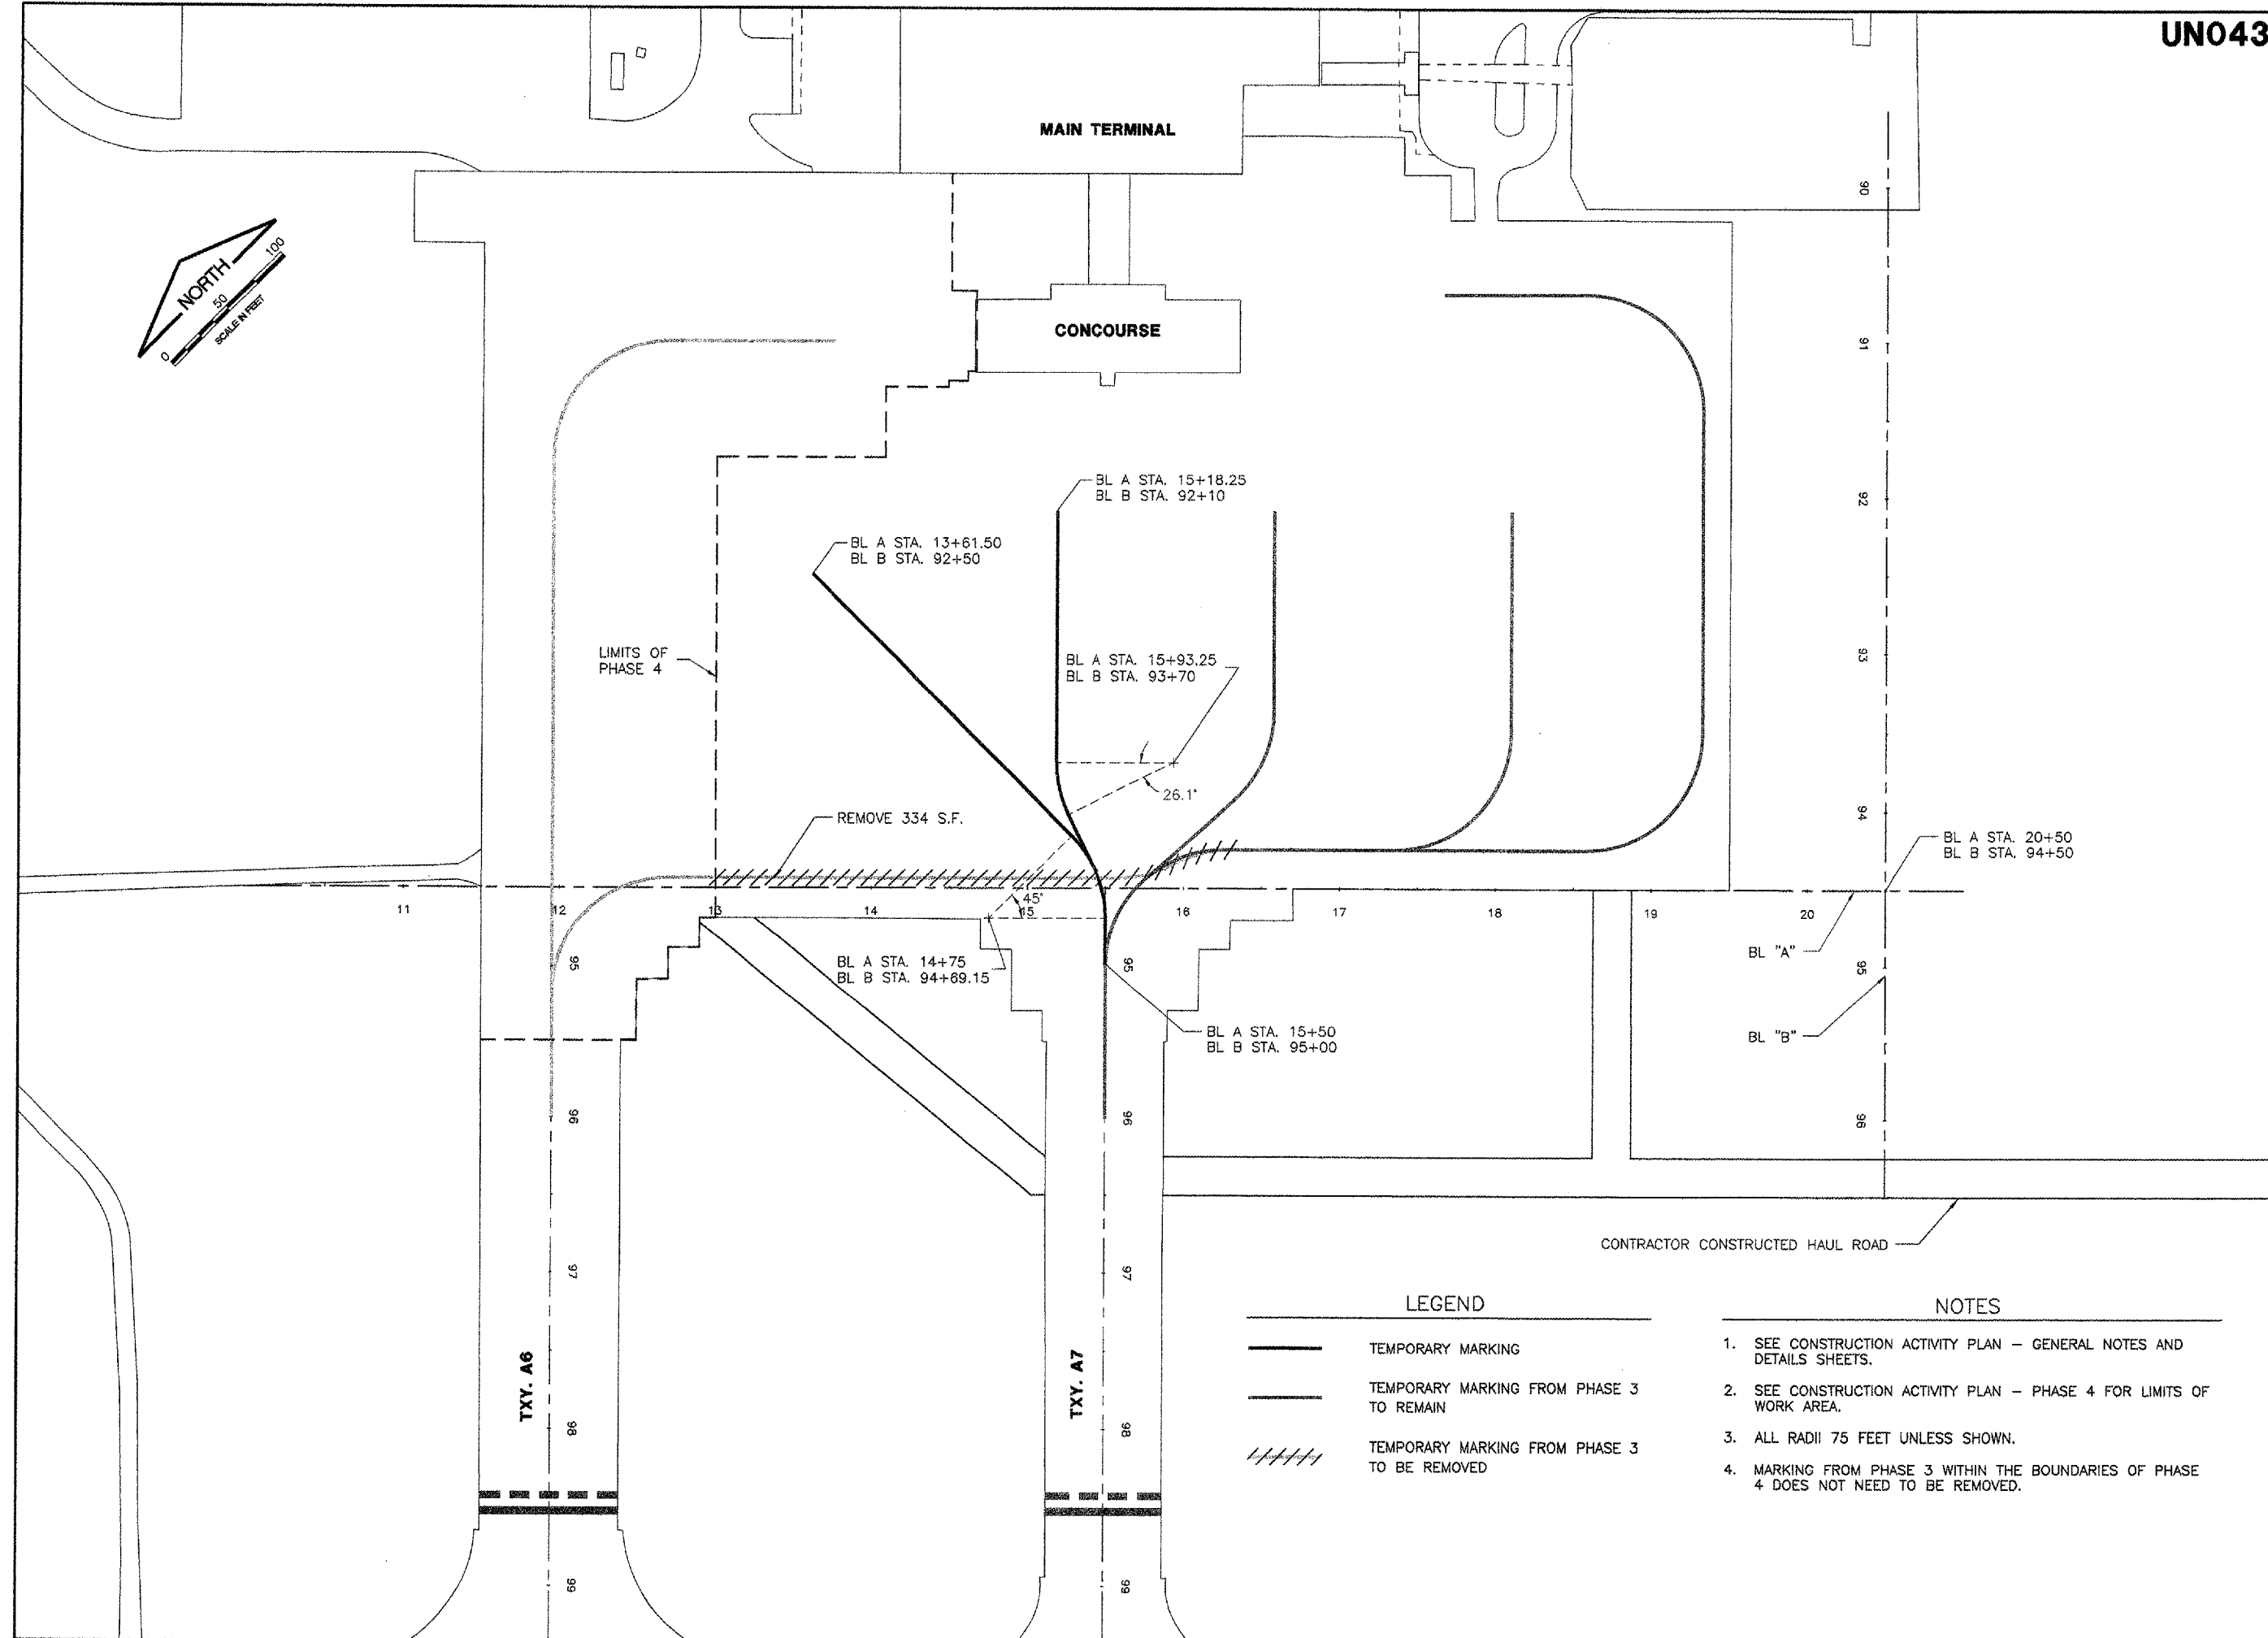 UN043
MAIN TERMINAL
NORTH
0 50 100
SCALE IN FEET
CONCOURSE
90
91
92
93
94
95
96
BL A STA. 15+18.25
BL B STA. 92+10
BL A STA. 13+61.50
BL B STA. 92+50
LIMITS OF
PHASE 4
BL A STA. 15+93.25
BL B STA. 93+70
26.1°
REMOVE 334 S.F.
BL A STA. 20+50
BL B STA. 94+50
45°
11 12 13 14 15 16 17 18 19 20
BL "A"
BL "B"
BL A STA. 14+75
BL B STA. 94+69.15
BL A STA. 15+50
BL B STA. 95+00
95
96
97
98
99
TXY. A6
95
96
97
98
99
TXY. A7
CONTRACTOR CONSTRUCTED HAUL ROAD
LEGEND
TEMPORARY MARKING
TEMPORARY MARKING FROM PHASE 3
TO REMAIN
TEMPORARY MARKING FROM PHASE 3
TO BE REMOVED
NOTES
1. SEE CONSTRUCTION ACTIVITY PLAN – GENERAL NOTES AND
DETAILS SHEETS.
2. SEE CONSTRUCTION ACTIVITY PLAN – PHASE 4 FOR LIMITS OF
WORK AREA.
3. ALL RADII 75 FEET UNLESS SHOWN.
4. MARKING FROM PHASE 3 WITHIN THE BOUNDARIES OF PHASE
4 DOES NOT NEED TO BE REMOVED.